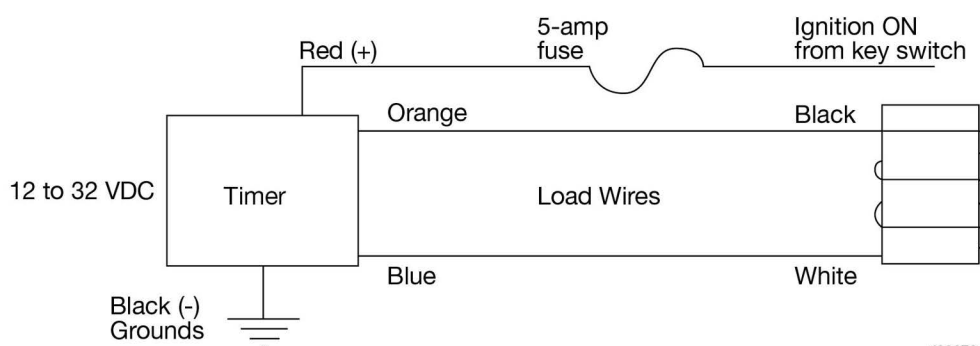 5-amp
fuse
Ignition ON
from key switch
Red (+)
Orange
Black
12 to 32 VDC
Timer
Load Wires
Blue
White
Black (-)
Grounds